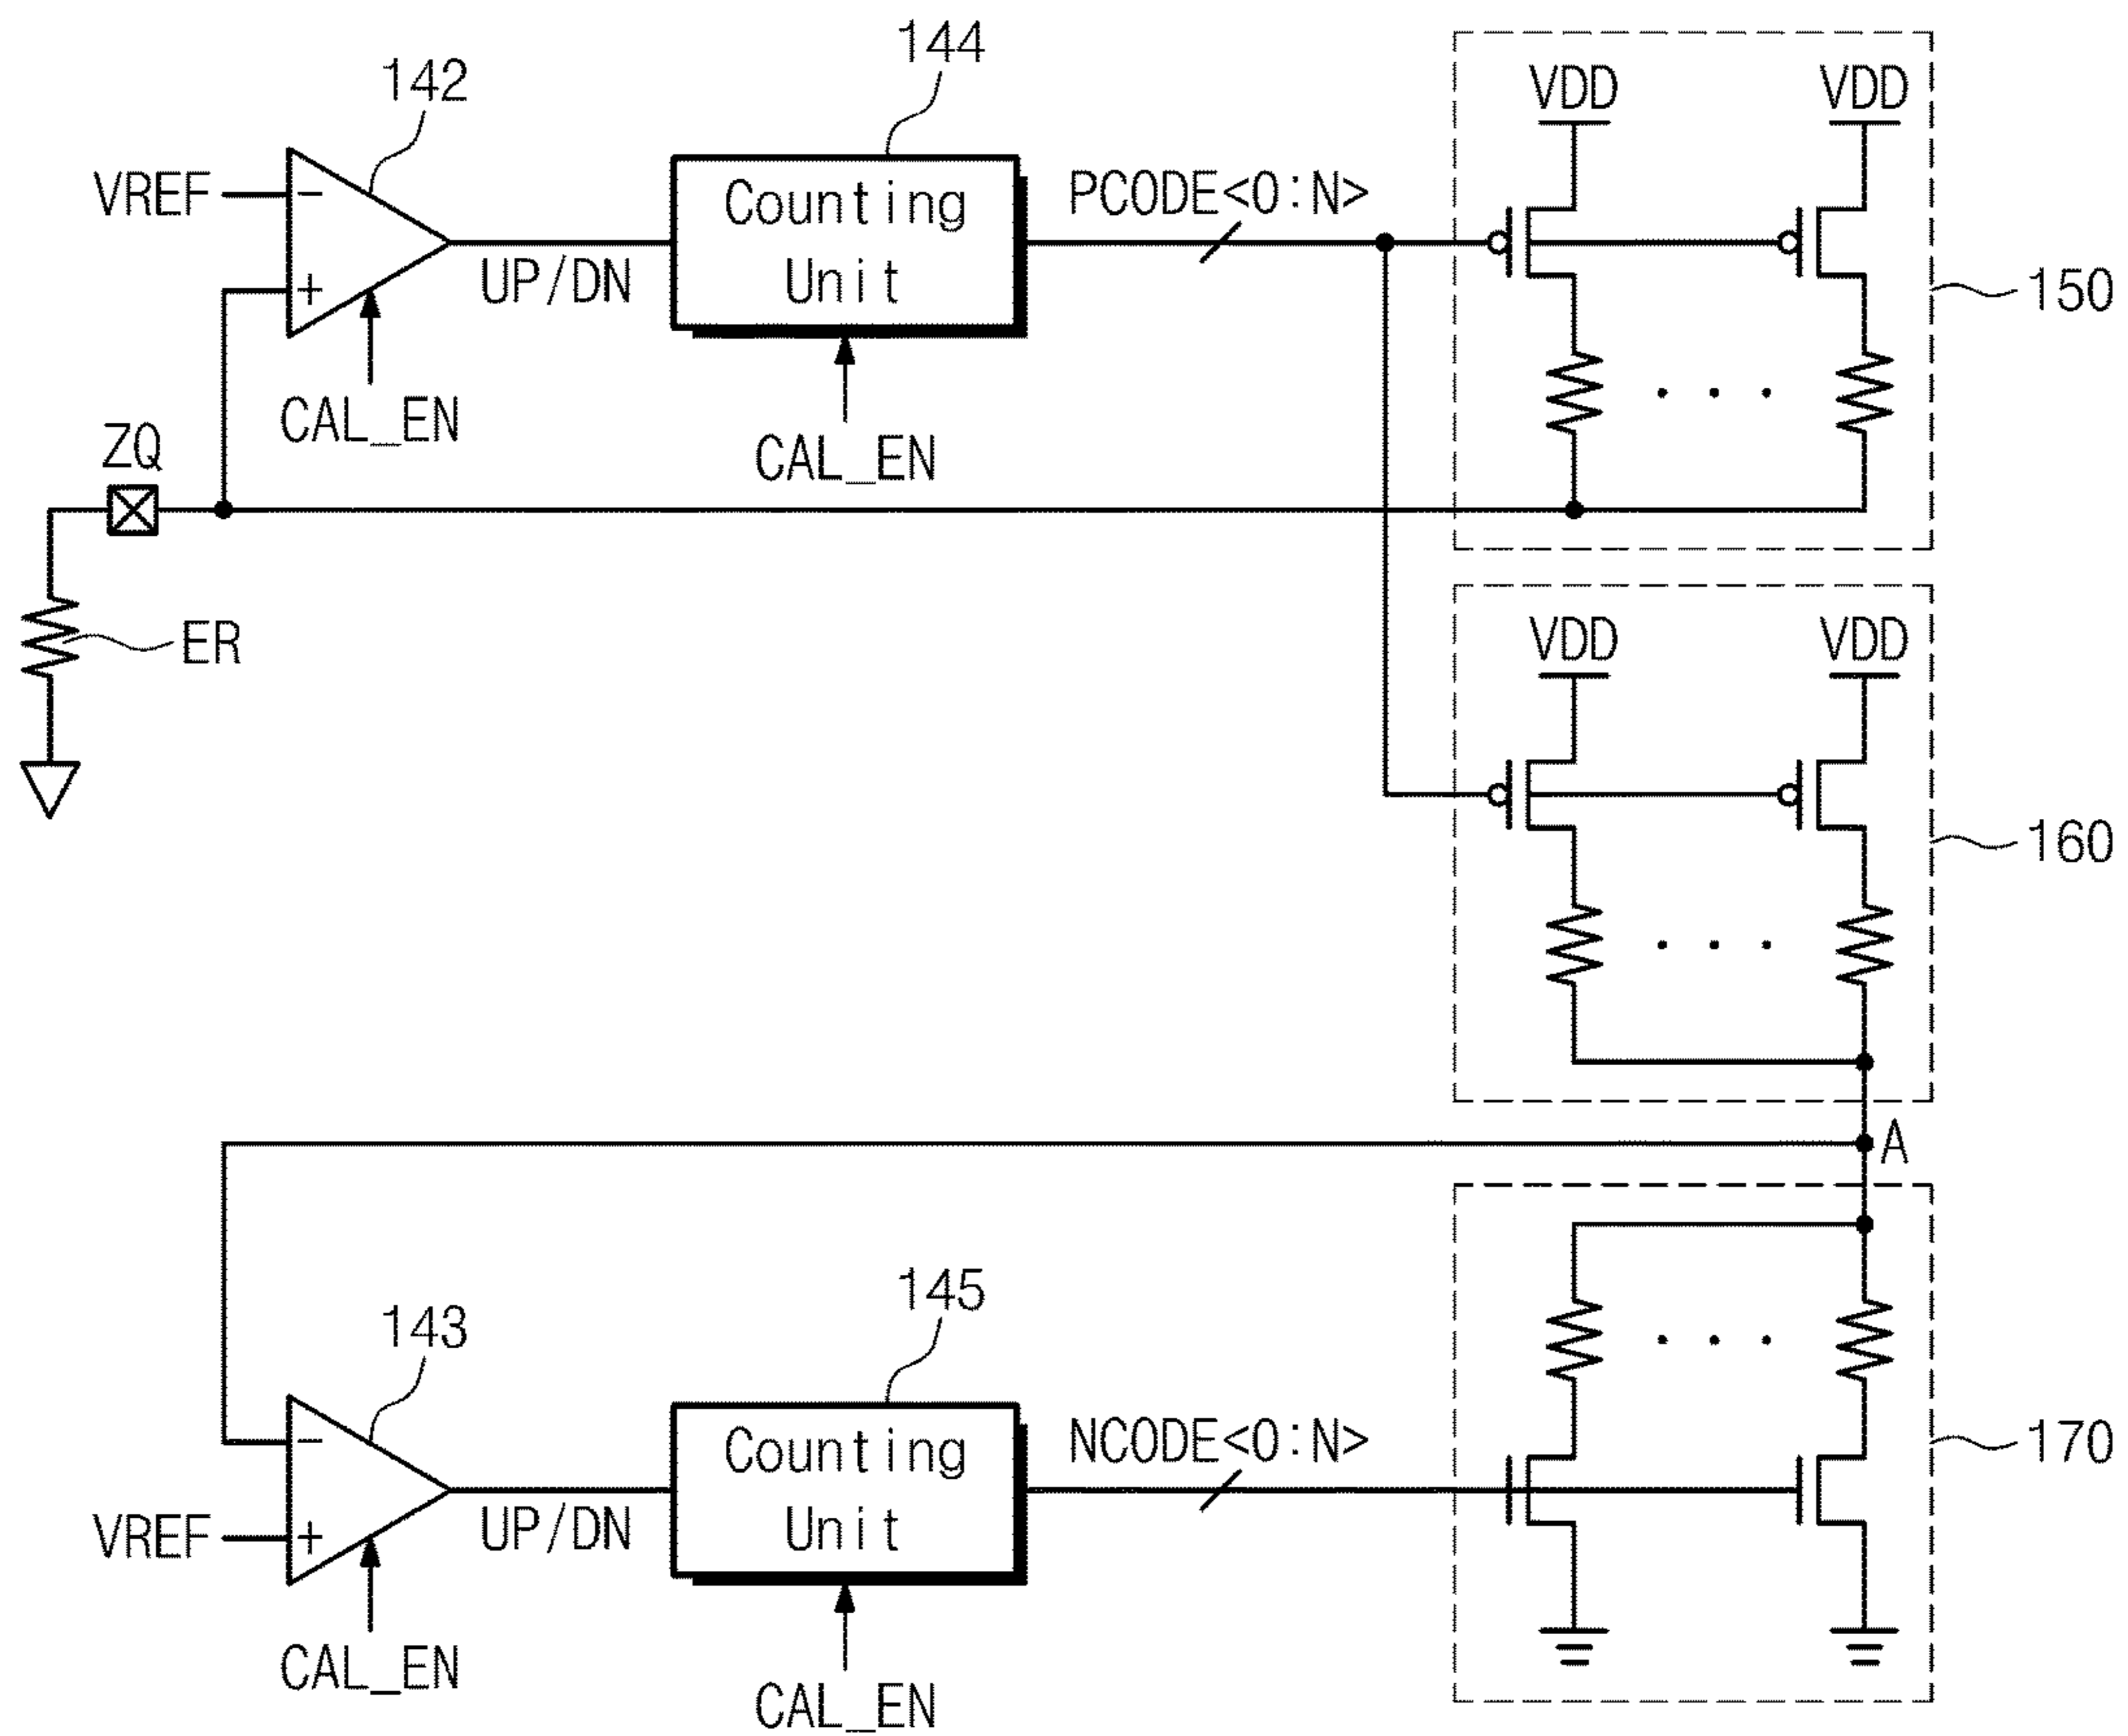 144
142
VDD VDD
VREF
−
+
Counting
Unit
PCODE<0:N>
UP/DN
150
CAL_EN
CAL_EN
ZQ
ER
VDD VDD
160
A
145
143
−
+
VREF
Counting
Unit
NCODE<0:N>
UP/DN
170
CAL_EN
CAL_EN